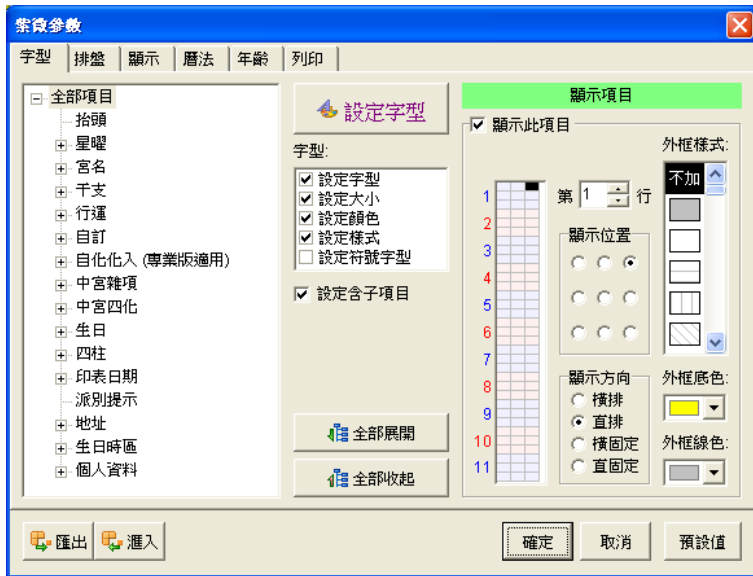 紫微參數
字型
排盤
顯示
曆法
年齡
列印
全部項目
抬頭
星曜
宮名
干支
行運
自訂
自化化入 (專業版適用)
中宮雜項
中宮四化
生日
四柱
印表日期
派別提示
地址
生日時區
個人資料
設定字型
字型:
設定字型
設定大小
設定顏色
設定樣式
設定符號字型
設定含子項目
全部展開
全部收起
顯示項目
顯示此項目
1
2
3
4
5
6
7
8
9
10
11
第 1 行
顯示位置
顯示方向
橫排
直排
橫固定
直固定
外框樣式:
不加
外框底色:
外框線色:
匯出
滙入
確定
取消
預設值